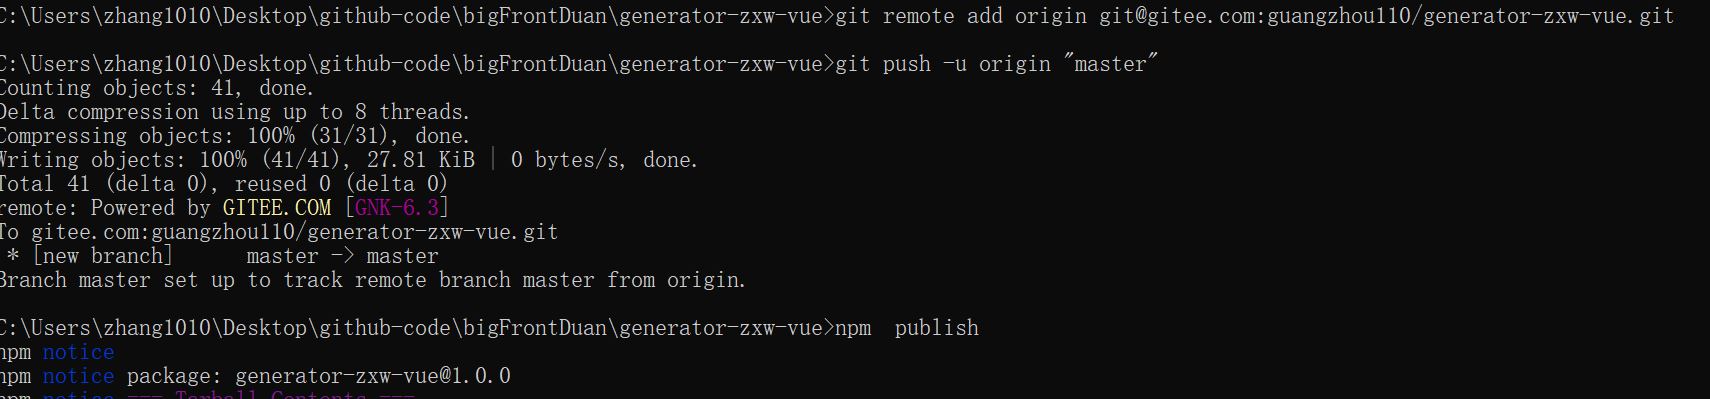 C:\Users\zhang1010\Desktop\github-code\bigFrontDuan\generator-zxw-vue>git remote add origin git@gitee.com:guangzhou110/generator-zxw-vue.git
C:\Users\zhang1010\Desktop\github-code\bigFrontDuan\generator-zxw-vue>git push -u origin "master"
Counting objects: 41, done.
Delta compression using up to 8 threads.
Compressing objects: 100% (31/31), done.
Writing objects: 100% (41/41), 27.81 KiB | 0 bytes/s, done.
Total 41 (delta 0), reused 0 (delta 0)
remote: Powered by GITEE.COM [GNK-6.3]
To gitee.com:guangzhou110/generator-zxw-vue.git
* [new branch]      master -> master
Branch master set up to track remote branch master from origin.
C:\Users\zhang1010\Desktop\github-code\bigFrontDuan\generator-zxw-vue>npm  publish
npm notice
npm notice package: generator-zxw-vue@1.0.0
npm notice === Tarball Contents ===